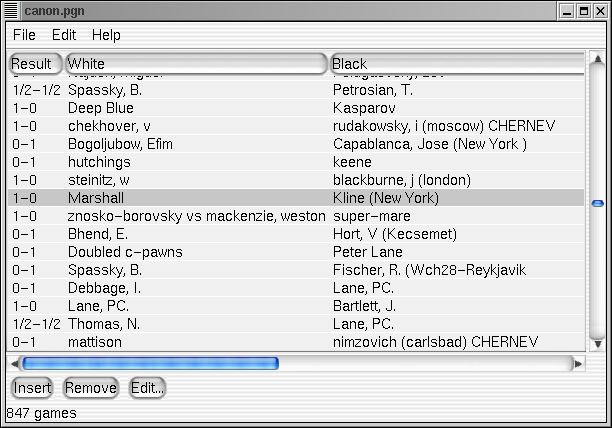 canon.pgn
File Edit Help
Result White Black
1/2-1/2 Spassky, B. Petrosian, T.
1-0 Deep Blue Kasparov
1-0 chekhover, v rudakowsky, i (moscow) CHERNEV
0-1 Bogoljubow, Efim Capablanca, Jose (New York )
1-0 hutchings keene
1-0 steinitz, w blackburne, j (london)
1-0 Marshall Kline (New York)
1-0 znosko-borovsky vs mackenzie, weston super-mare
0-1 Bhend, E. Hort, V (Kecsemet)
0-1 Doubled c-pawns Peter Lane
0-1 Spassky, B. Fischer, R. (Wch28-Reykjavik
0-1 Debbage, I. Lane, PC.
1-0 Lane, PC. Bartlett, J.
1/2-1/2 Thomas, N. Lane, PC.
0-1 mattison nimzovich (carlsbad) CHERNEV
Insert Remove Edit...
847 games